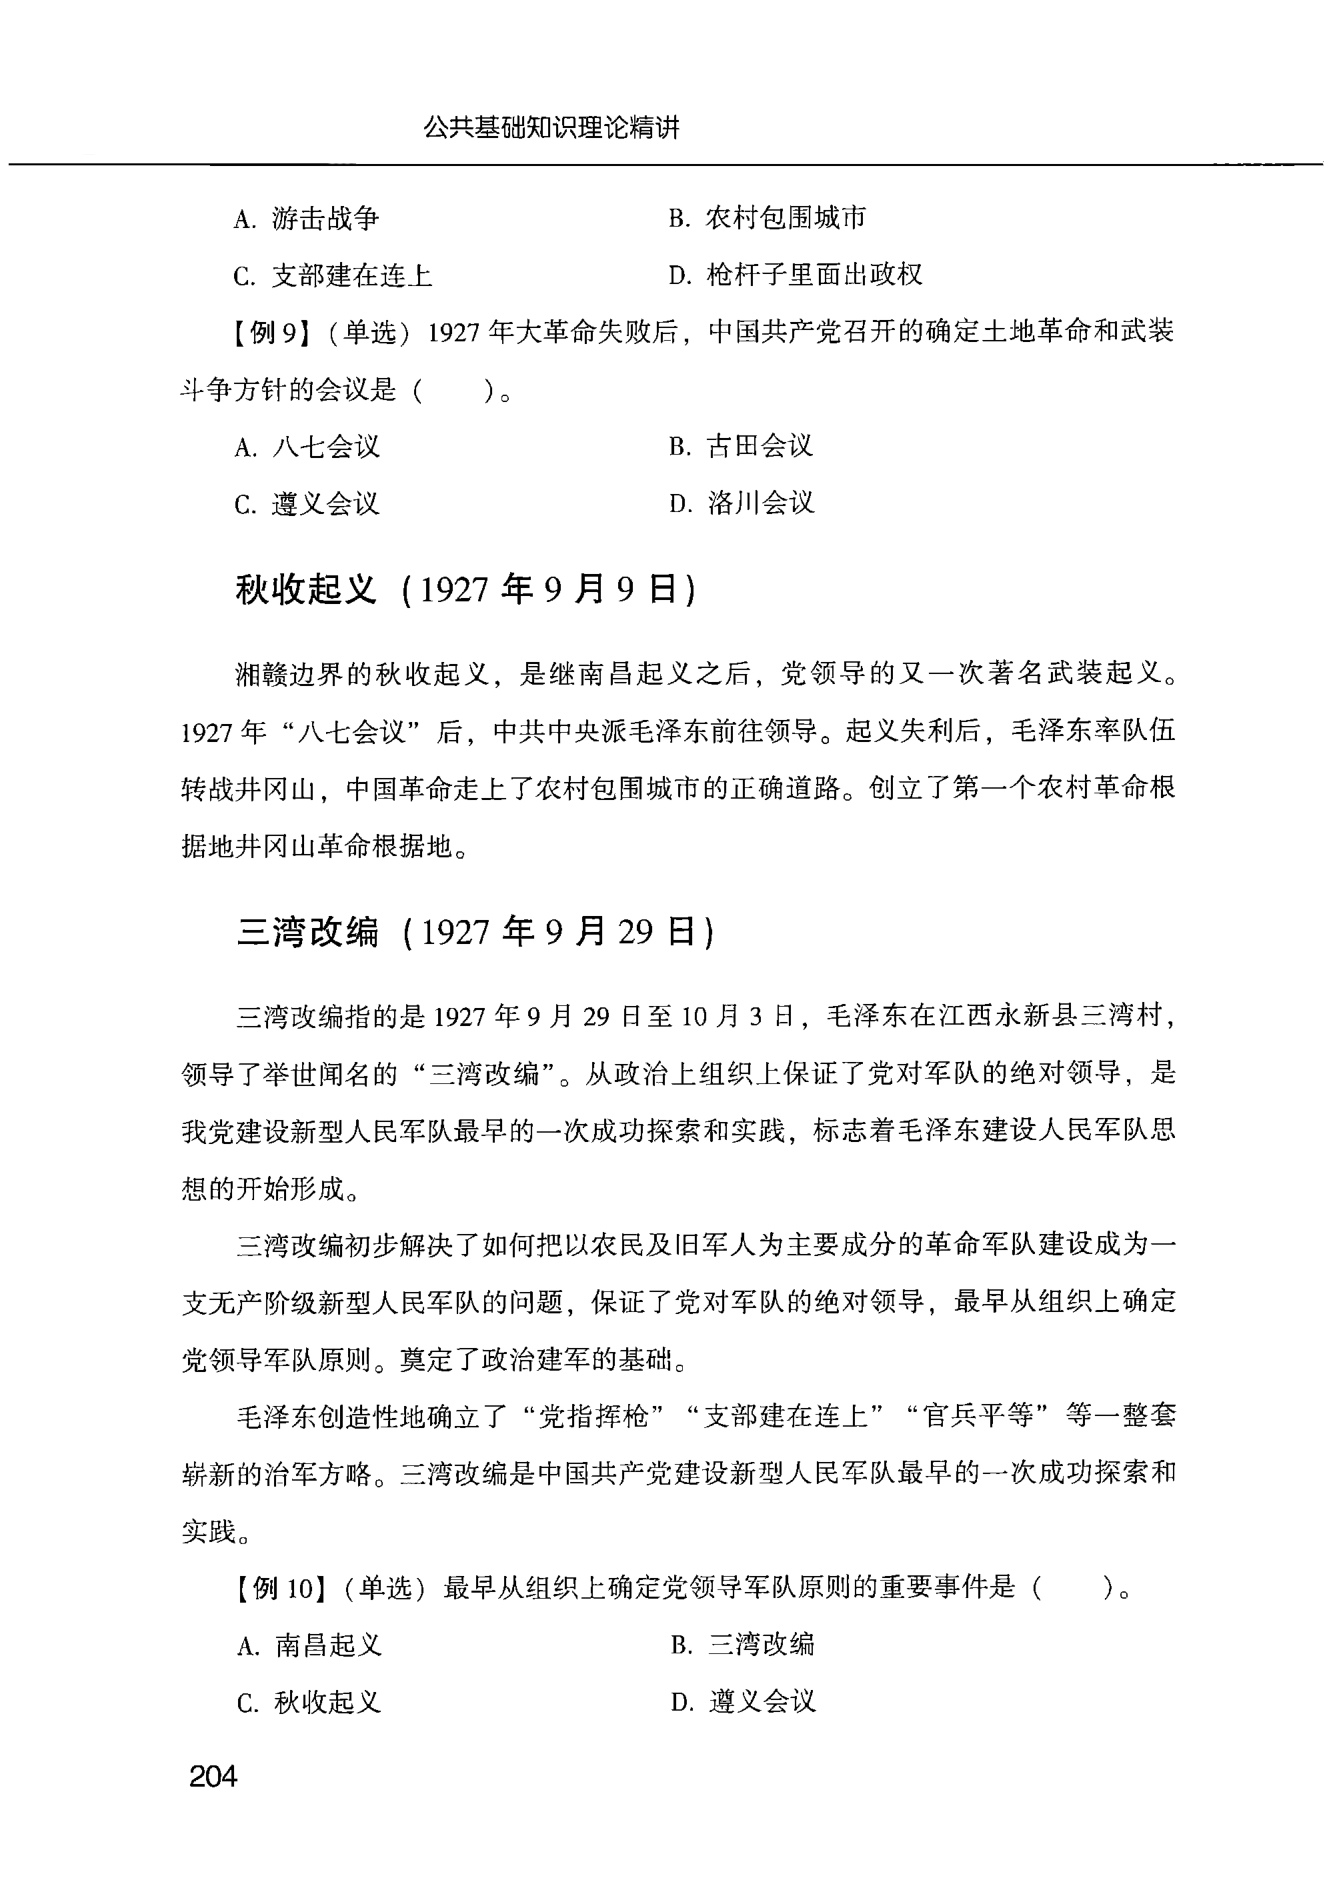 公共基础知识理论精讲
A. 游击战争 B. 农村包围城市
C. 支部建在连上 D. 枪杆子里面出政权
【例 9】(单选) 1927 年大革命失败后，中国共产党召开的确定土地革命和武装
斗争方针的会议是（　　）。
A. 八七会议 B. 古田会议
C. 遵义会议 D. 洛川会议
秋收起义 (1927 年 9 月 9 日)
湘赣边界的秋收起义，是继南昌起义之后，党领导的又一次著名武装起义。
1927 年“八七会议”后，中共中央派毛泽东前往领导。起义失利后，毛泽东率队伍
转战井冈山，中国革命走上了农村包围城市的正确道路。创立了第一个农村革命根
据地井冈山革命根据地。
三湾改编 (1927 年 9 月 29 日)
三湾改编指的是 1927 年 9 月 29 日至 10 月 3 日，毛泽东在江西永新县三湾村，
领导了举世闻名的“三湾改编”。从政治上组织上保证了党对军队的绝对领导，是
我党建设新型人民军队最早的一次成功探索和实践，标志着毛泽东建设人民军队思
想的开始形成。
三湾改编初步解决了如何把以农民及旧军人为主要成分的革命军队建设成为一
支无产阶级新型人民军队的问题，保证了党对军队的绝对领导，最早从组织上确定
党领导军队原则。奠定了政治建军的基础。
毛泽东创造性地确立了“党指挥枪”“支部建在连上”“官兵平等”等一整套
崭新的治军方略。三湾改编是中国共产党建设新型人民军队最早的一次成功探索和
实践。
【例 10】(单选) 最早从组织上确定党领导军队原则的重要事件是（　　）。
A. 南昌起义 B. 三湾改编
C. 秋收起义 D. 遵义会议
204